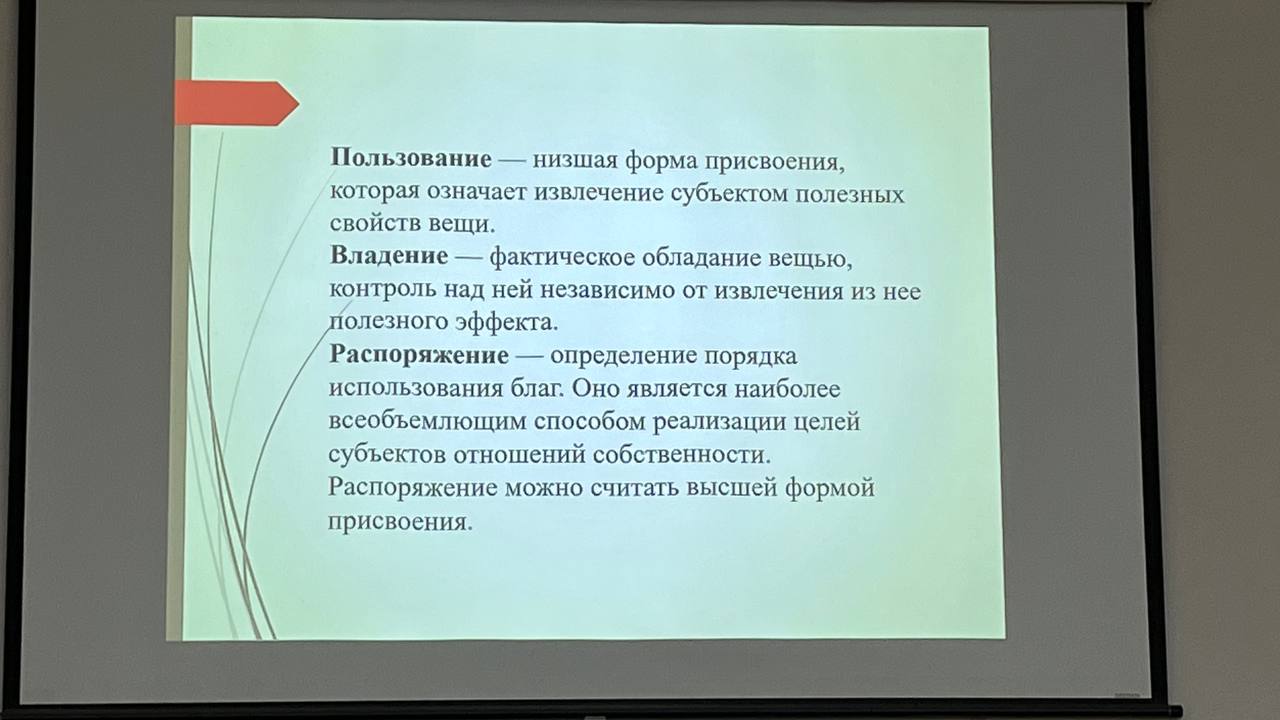 Пользование — низшая форма присвоения,
которая означает извлечение субъектом полезных
свойств вещи.
Владение — фактическое обладание вещью,
контроль над ней независимо от извлечения из нее
полезного эффекта.
Распоряжение — определение порядка
использования благ. Оно является наиболее
всеобъемлющим способом реализации целей
субъектов отношений собственности.
Распоряжение можно считать высшей формой
присвоения.